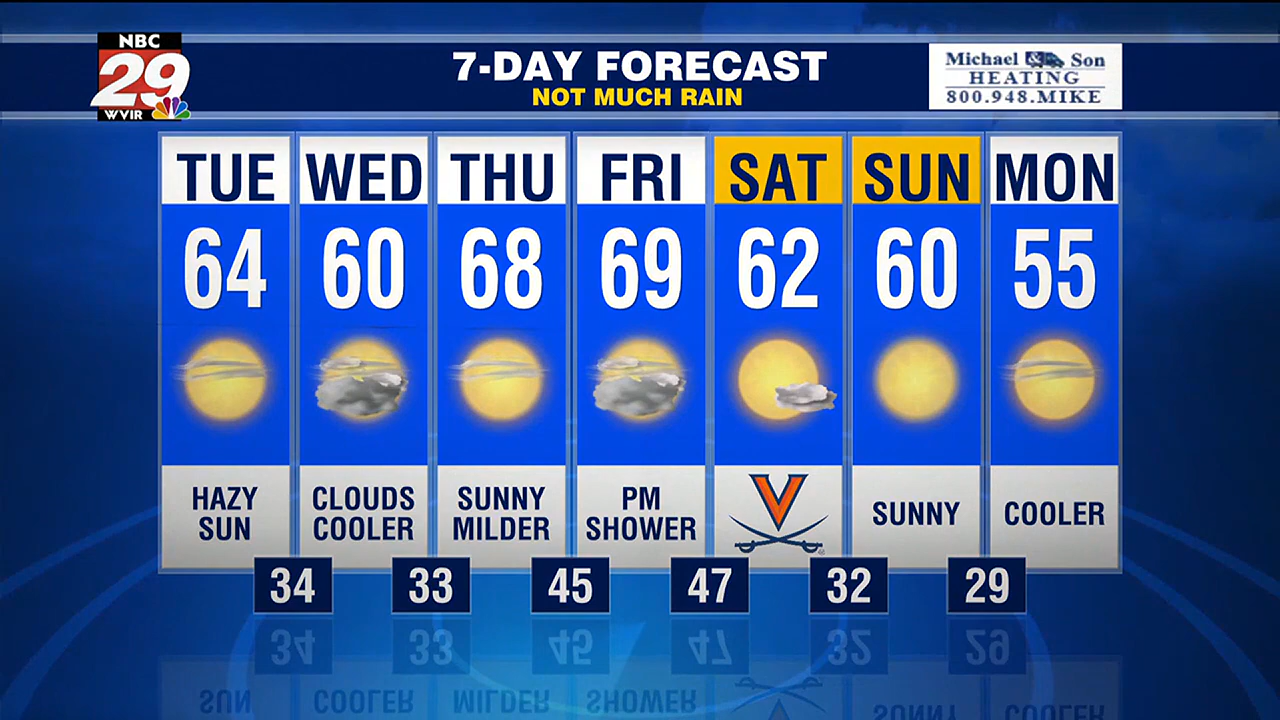 NBC
29
WVIR
7-DAY FORECAST
NOT MUCH RAIN
Michael & Son
HEATING
800.948.MIKE
TUE WED THU FRI SAT SUN MON
64 60 68 69 62 60 55
HAZY
SUN
CLOUDS
COOLER
SUNNY
MILDER
PM
SHOWER
V
SUNNY
COOLER
34 33 45 47 32 29